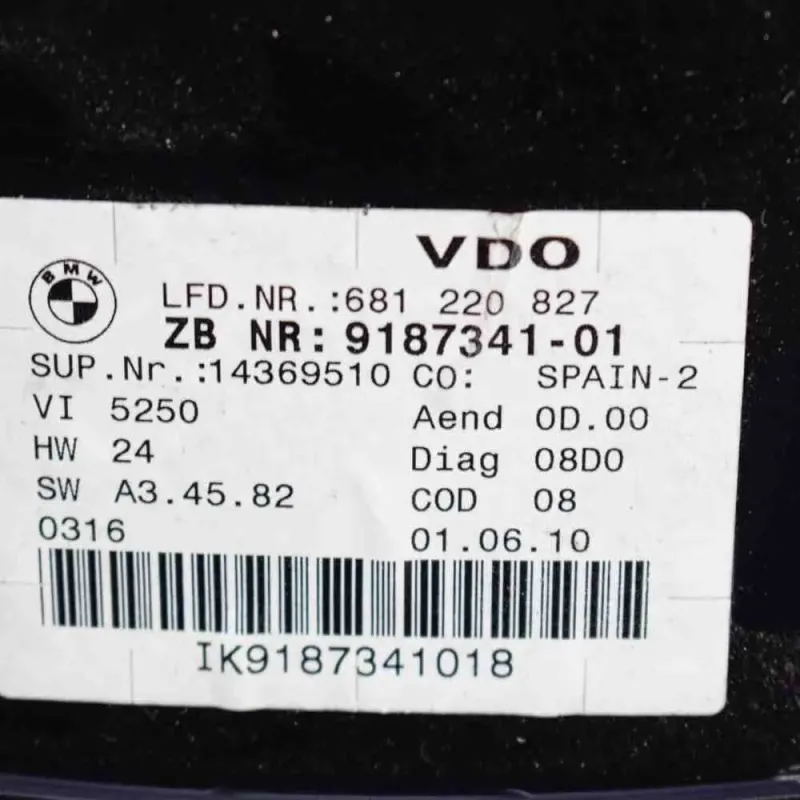 VDO
BMW
LFD.NR.:681 220 827
ZB NR: 9187341-01
SUP.Nr.:14369510 CO: SPAIN-2
VI 5250 Aend 0D.00
HW 24 Diag 08D0
SW A3.45.82 COD 08
0316 01.06.10
IK9187341018